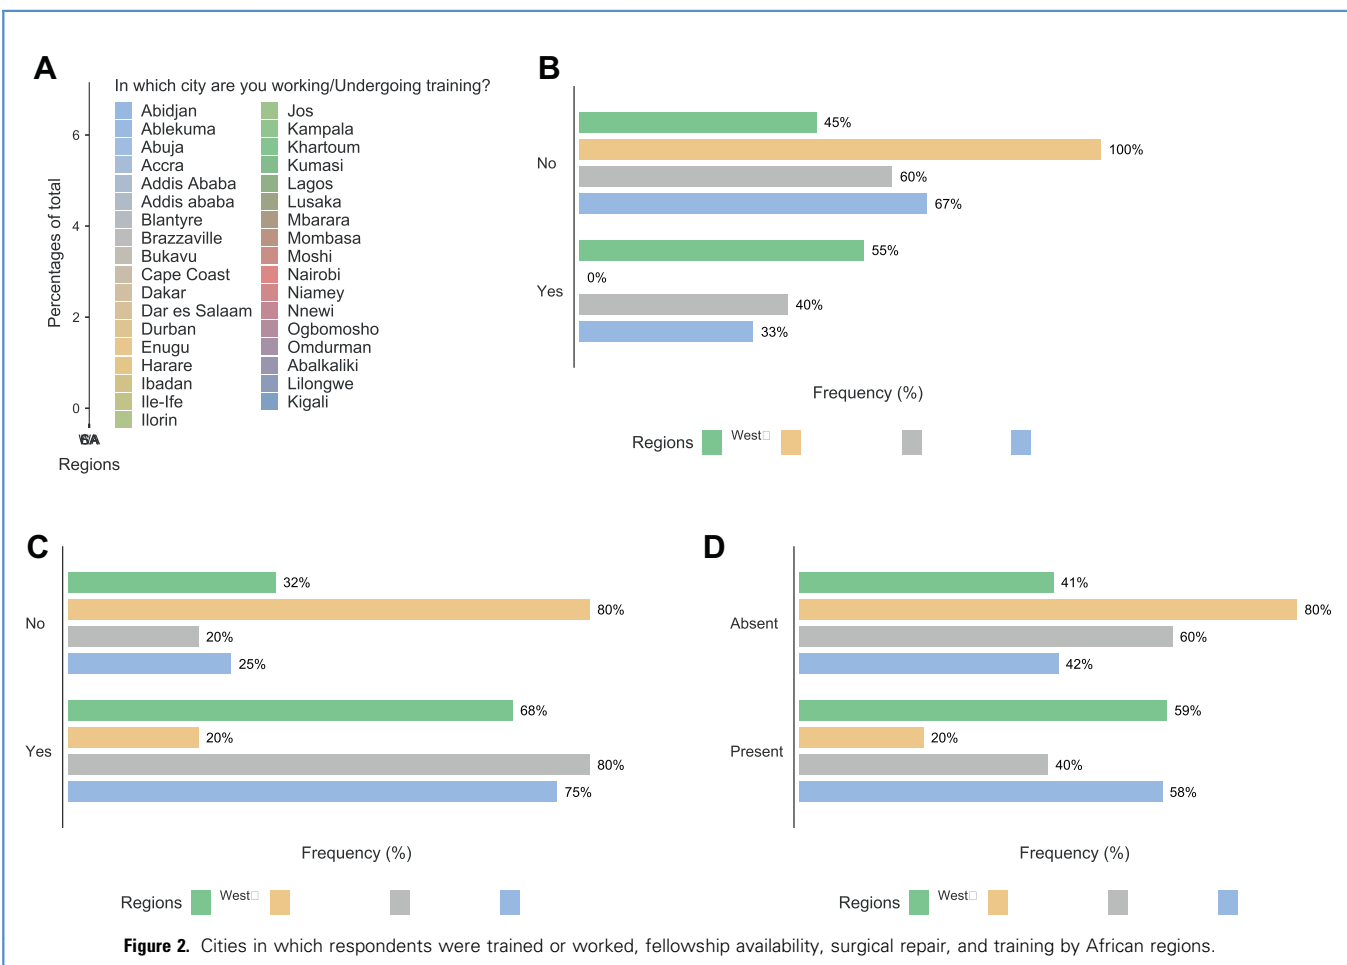 A
In which city are you working/Undergoing training?
Abidjan
Ablekuma
Abuja
Accra
Addis Ababa
Addis ababa
Blantyre
Brazzaville
Bukavu
Cape Coast
Dakar
Dar es Salaam
Durban
Enugu
Harare
Ibadan
Ile-Ife
Ilorin
Jos
Kampala
Khartoum
Kumasi
Lagos
Lusaka
Mbarara
Mombasa
Moshi
Nairobi
Niamey
Nnewi
Ogbomosho
Omdurman
Abalkaliki
Lilongwe
Kigali
Percentages of total
6
4
2
0
Regions
B
No
45%
100%
60%
67%
Yes
55%
0%
40%
33%
Frequency (%)
Regions West
C
No
32%
80%
20%
25%
Yes
68%
20%
80%
75%
Frequency (%)
Regions West
D
Absent
41%
80%
60%
42%
Present
59%
20%
40%
58%
Frequency (%)
Regions West
Figure 2. Cities in which respondents were trained or worked, fellowship availability, surgical repair, and training by African regions.